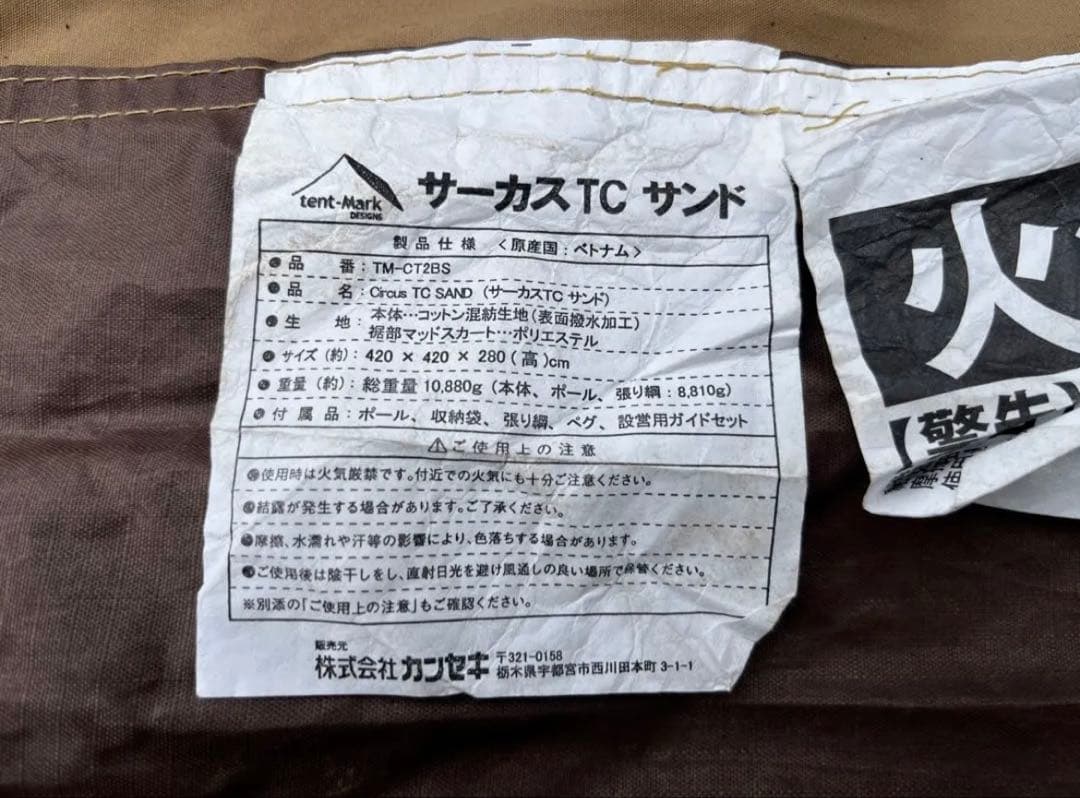 tent-Mark
DESIGNS
サーカスTC サンド
製品仕様 〈原産国：ベトナム〉
●品 番：TM-CT2BS
●品 名：Circus TC SAND（サーカスTC サンド）
●生 地：本体…コットン混紡生地（表面撥水加工）
裾部マッドスカート…ポリエステル
●サイズ（約）：420 × 420 × 280（高）cm
●重量（約）：総重量 10,880g（本体、ポール、張り綱：8,810g）
●付属品：ポール、収納袋、張り綱、ペグ、設営用ガイドセット
⚠ご使用上の注意
●使用時は火気厳禁です。付近での火気にも十分ご注意ください。
●結露が発生する場合があります。ご了承ください。
●摩擦、水濡れや汗等の影響により、色落ちする場合があります。
●ご使用後は陰干しをし、直射日光を避け風通しの良い場所で保管ください。
※別添の「ご使用上の注意」もご確認ください。
販売元
株式会社カンセキ 〒321-0158
栃木県宇都宮市西川田本町 3-1-1
火
【警告】